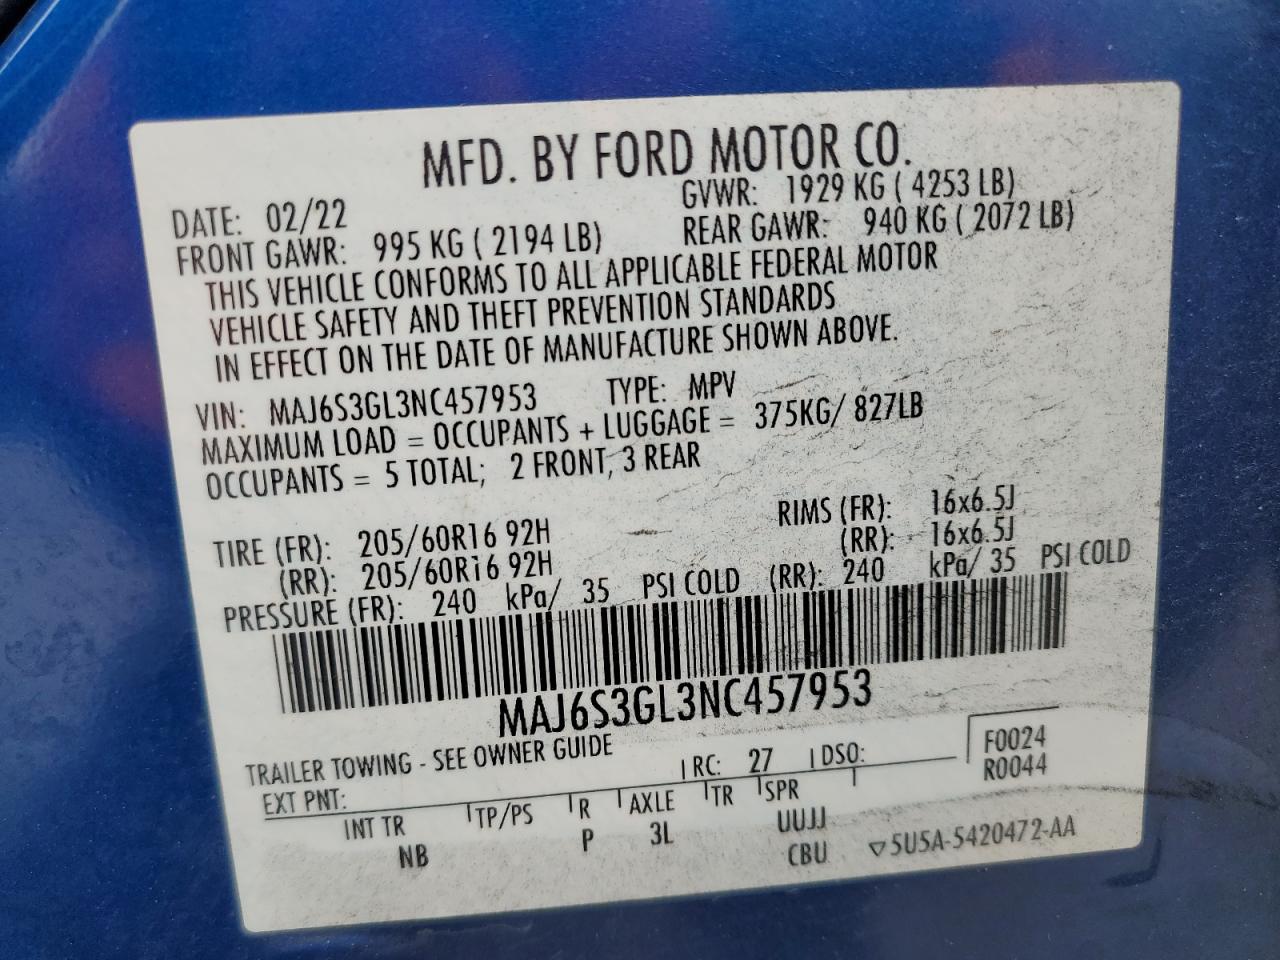 MFD. BY FORD MOTOR CO.
DATE: 02/22 GVWR: 1929 KG ( 4253 LB)
FRONT GAWR: 995 KG ( 2194 LB) REAR GAWR: 940 KG ( 2072 LB)
THIS VEHICLE CONFORMS TO ALL APPLICABLE FEDERAL MOTOR
VEHICLE SAFETY AND THEFT PREVENTION STANDARDS
IN EFFECT ON THE DATE OF MANUFACTURE SHOWN ABOVE.
VIN: MAJ6S3GL3NC457953 TYPE: MPV
MAXIMUM LOAD = OCCUPANTS + LUGGAGE = 375KG/ 827LB
OCCUPANTS = 5 TOTAL; 2 FRONT, 3 REAR
TIRE (FR): 205/60R16 92H RIMS (FR): 16x6.5J
(RR): 205/60R16 92H (RR): 16x6.5J
PRESSURE (FR): 240 kPa/ 35 PSI COLD (RR): 240 kPa/ 35 PSI COLD
MAJ6S3GL3NC457953
TRAILER TOWING - SEE OWNER GUIDE
EXT PNT: RC: 27 DSO: F0024
R0044
INT TR TP/PS R AXLE TR SPR
NB P 3L UUJJ
CBU ▽5U5A-5420472-AA